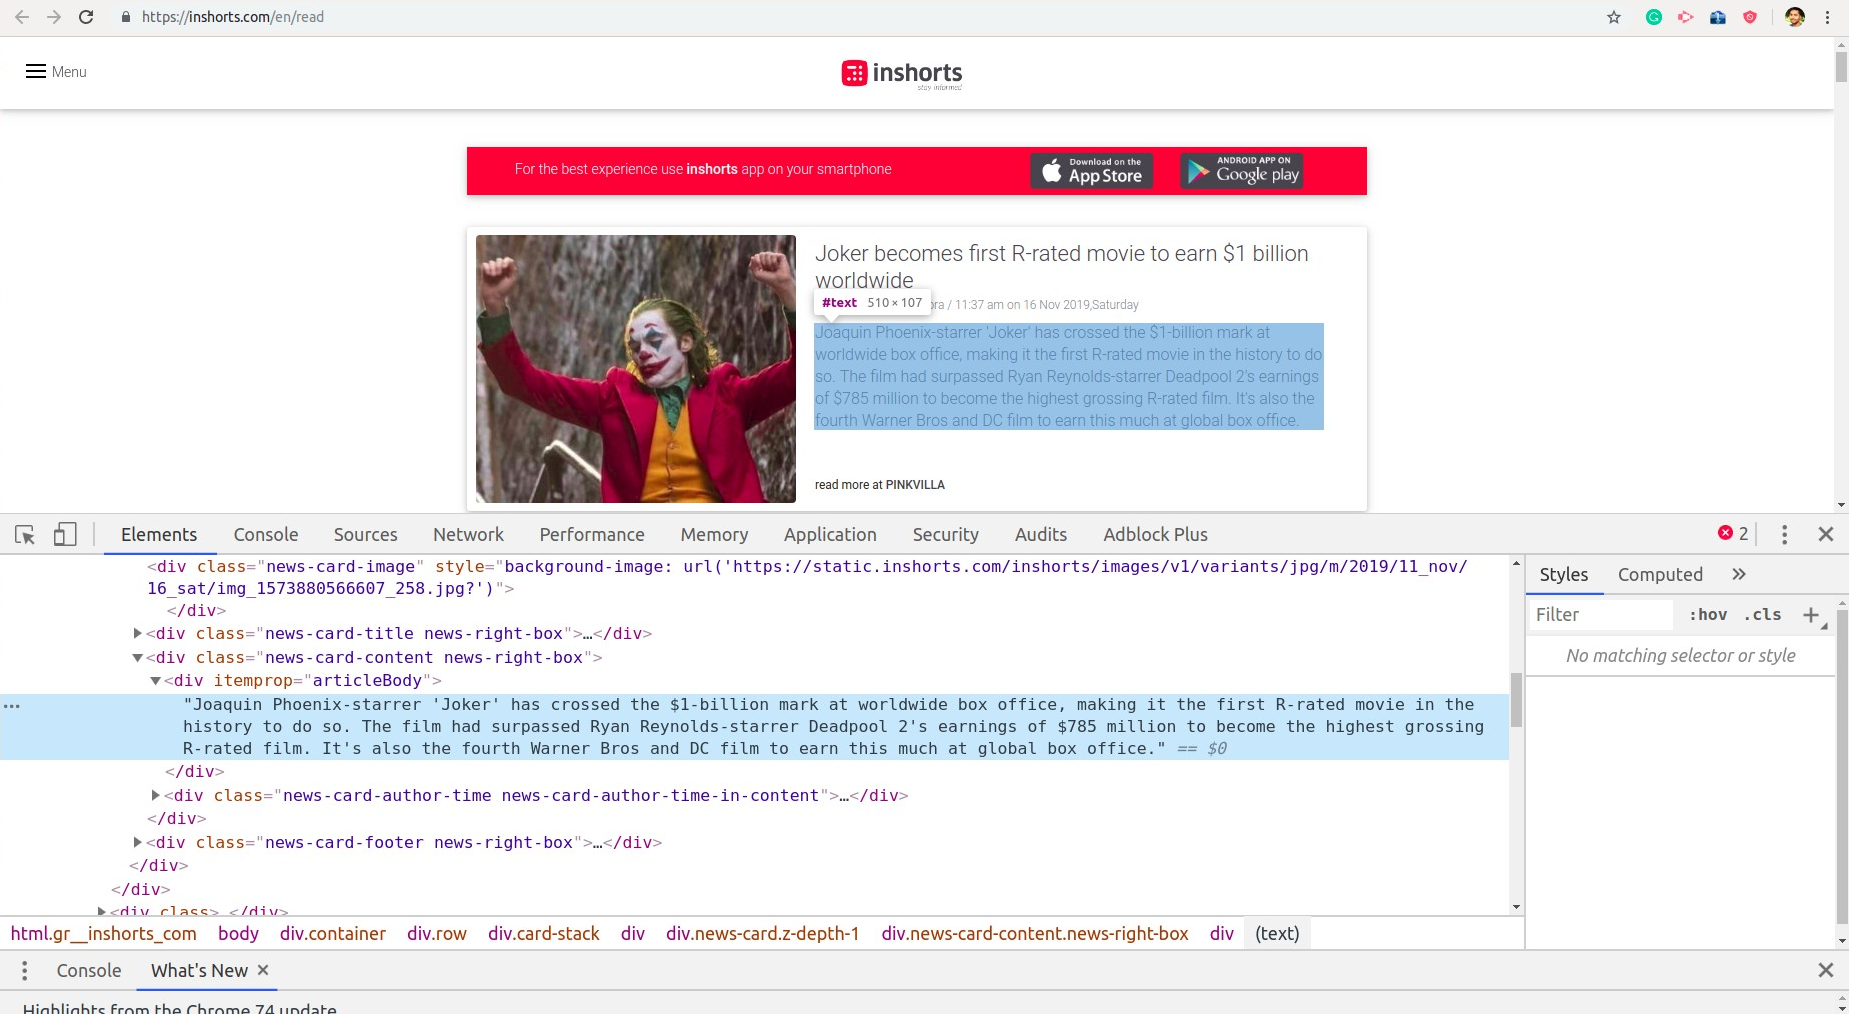 https://inshorts.com/en/read
Menu
inshorts
stay informed
For the best experience use inshorts app on your smartphone
Download on the
App Store
ANDROID APP ON
Google play
Joker becomes first R-rated movie to earn $1 billion
worldwide
#text 510 × 107
ora / 11:37 am on 16 Nov 2019,Saturday
Joaquin Phoenix-starrer 'Joker' has crossed the $1-billion mark at
worldwide box office, making it the first R-rated movie in the history to do
so. The film had surpassed Ryan Reynolds-starrer Deadpool 2's earnings
of $785 million to become the highest grossing R-rated film. It's also the
fourth Warner Bros and DC film to earn this much at global box office.
read more at PINKVILLA
Elements Console Sources Network Performance Memory Application Security Audits Adblock Plus 2
<div class="news-card-image" style="background-image: url('https://static.inshorts.com/inshorts/images/v1/variants/jpg/m/2019/11_nov/
16_sat/img_1573880566607_258.jpg?')">
</div>
<div class="news-card-title news-right-box">…</div>
<div class="news-card-content news-right-box">
<div itemprop="articleBody">
"Joaquin Phoenix-starrer 'Joker' has crossed the $1-billion mark at worldwide box office, making it the first R-rated movie in the
history to do so. The film had surpassed Ryan Reynolds-starrer Deadpool 2's earnings of $785 million to become the highest grossing
R-rated film. It's also the fourth Warner Bros and DC film to earn this much at global box office." == $0
</div>
<div class="news-card-author-time news-card-author-time-in-content">…</div>
</div>
<div class="news-card-footer news-right-box">…</div>
</div>
</div>
<div class> </div>
html.gr__inshorts_com body div.container div.row div.card-stack div div.news-card.z-depth-1 div.news-card-content.news-right-box div (text)
Styles Computed »
Filter :hov .cls +
No matching selector or style
Console What's New ×
Highlights from the Chrome 74 update